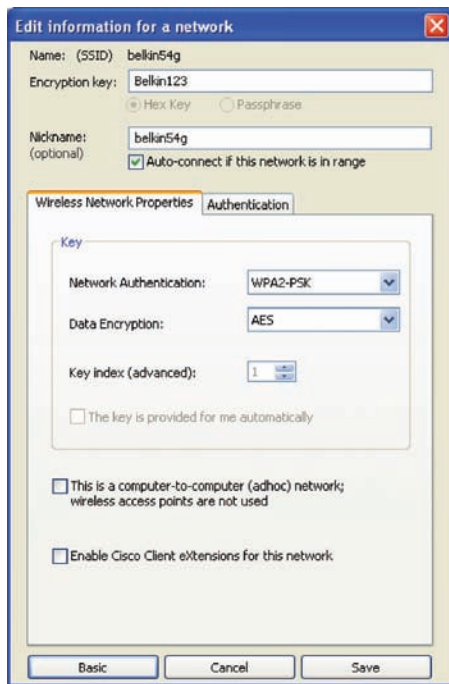 Edit information for a network
Name: (SSID) belkin54g
Encryption key: Belkin123
Hex Key Passphrase
Nickname: belkin54g
(optional)
Auto-connect if this network is in range
Wireless Network Properties Authentication
Key
Network Authentication: WPA2-PSK
Data Encryption: AES
Key index (advanced): 1
The key is provided for me automatically
This is a computer-to-computer (adhoc) network;
wireless access points are not used
Enable Cisco Client eXtensions for this network
Basic Cancel Save